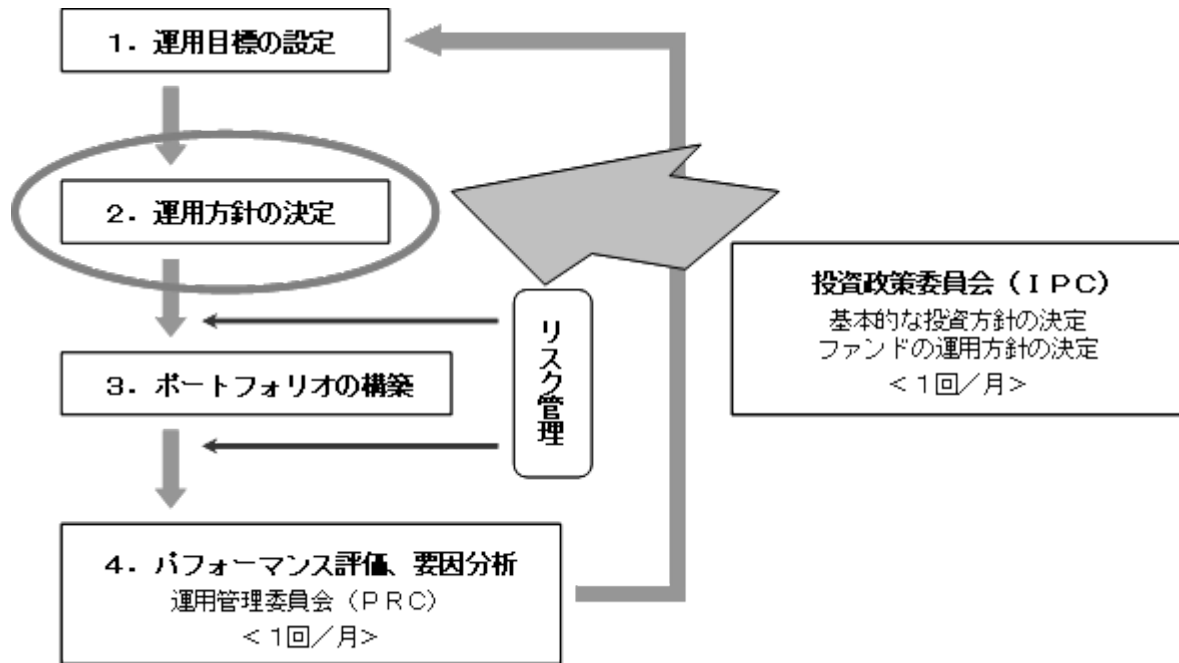 １．運用目標の設定
２．運用方針の決定
３．ポートフォリオの構築
４．パフォーマンス評価、要因分析
運用管理委員会（ＰＲＣ）
＜１回／月＞
リスク管理
投資政策委員会（ＩＰＣ）
基本的な投資方針の決定
ファンドの運用方針の決定
＜１回／月＞